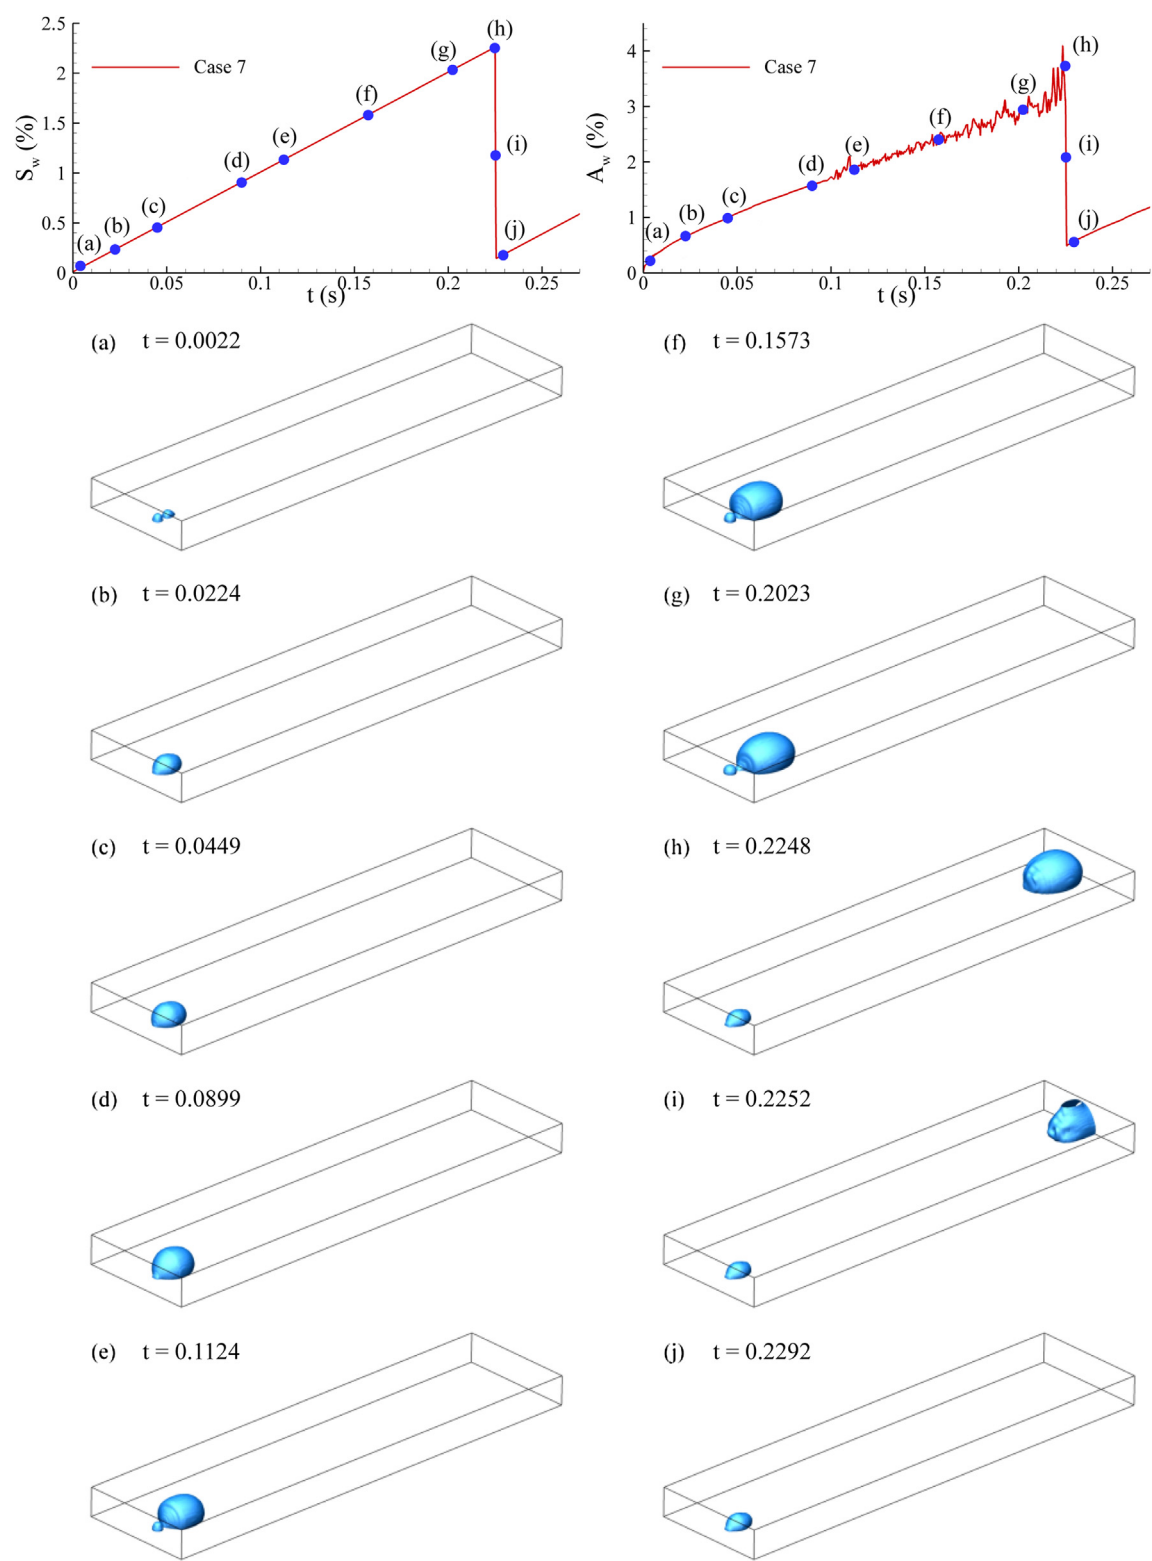 2.5
2
1.5
1
0.5
0
S_w (%)
Case 7
(a)
(b)
(c)
(d)
(e)
(f)
(g)
(h)
(i)
(j)
0 0.05 0.1 0.15 0.2 0.25
t (s)
4
3
2
1
0
A_w (%)
Case 7
(a)
(b)
(c)
(d)
(e)
(f)
(g)
(h)
(i)
(j)
0 0.05 0.1 0.15 0.2 0.25
t (s)
(a) t = 0.0022
(b) t = 0.0224
(c) t = 0.0449
(d) t = 0.0899
(e) t = 0.1124
(f) t = 0.1573
(g) t = 0.2023
(h) t = 0.2248
(i) t = 0.2252
(j) t = 0.2292